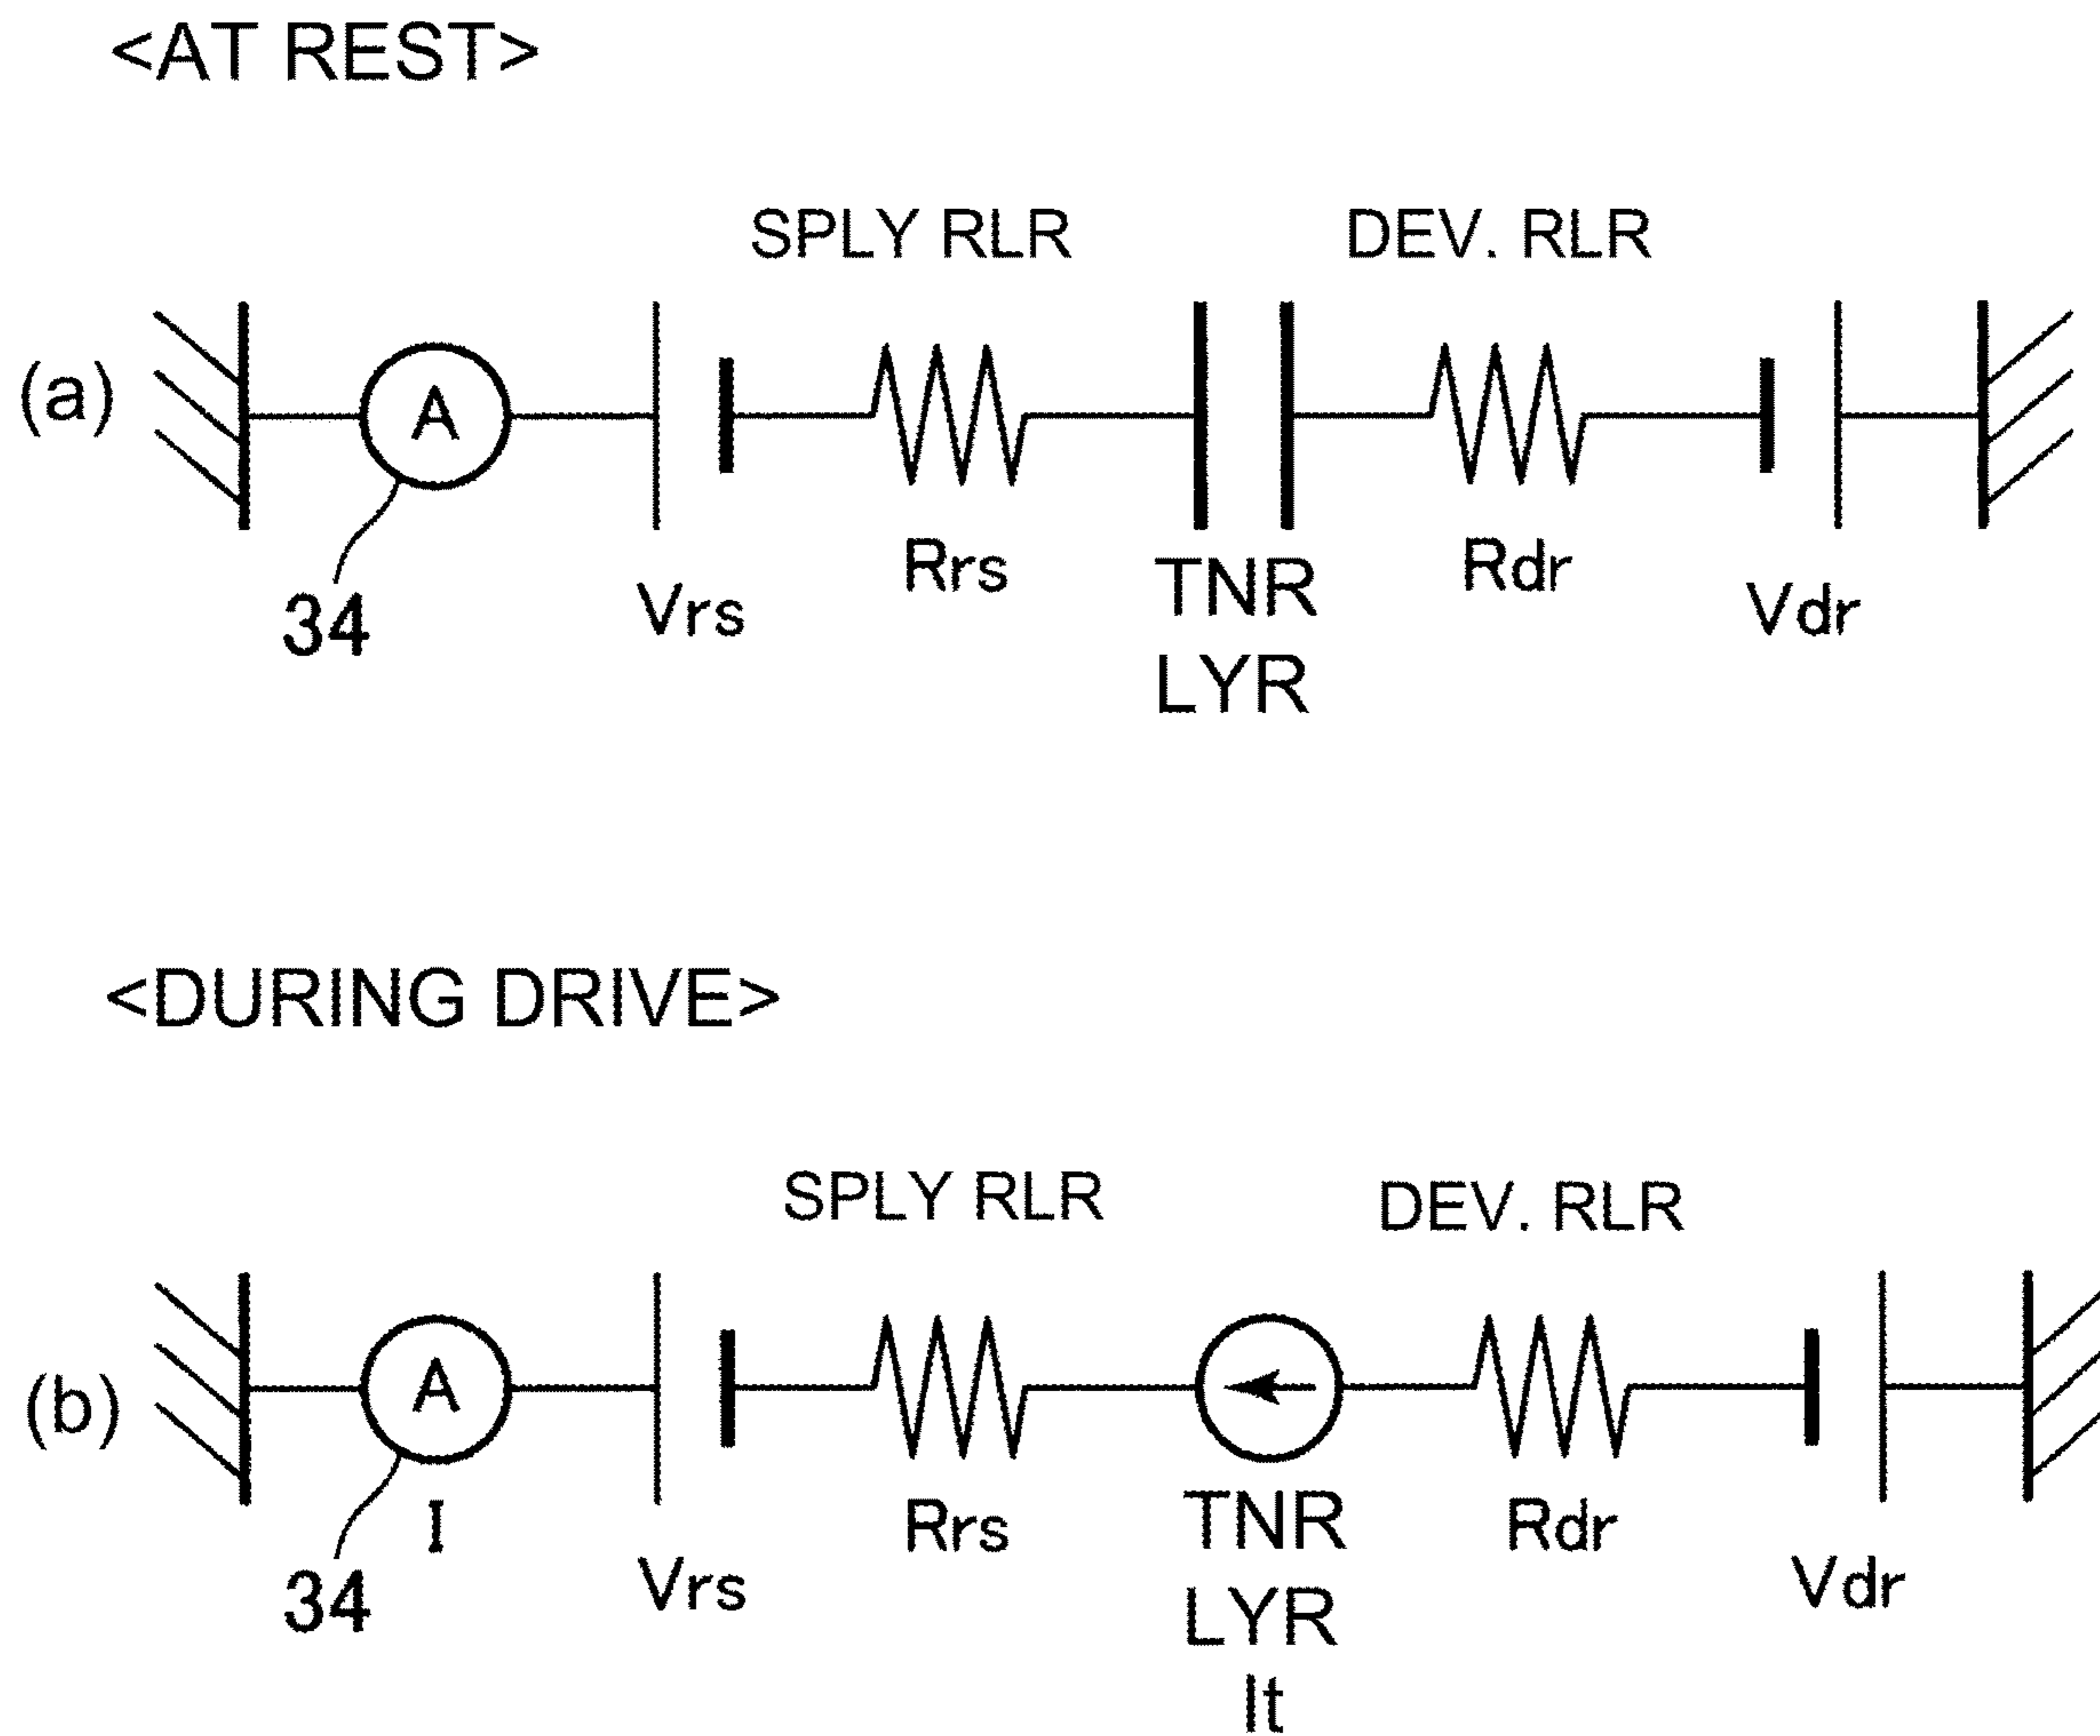 <AT REST>
SPLY RLR
DEV. RLR
(a)
A
34
Vrs
Rrs
TNR
LYR
Rdr
Vdr
<DURING DRIVE>
SPLY RLR
DEV. RLR
(b)
A
I
34
Vrs
Rrs
TNR
LYR
It
Rdr
Vdr